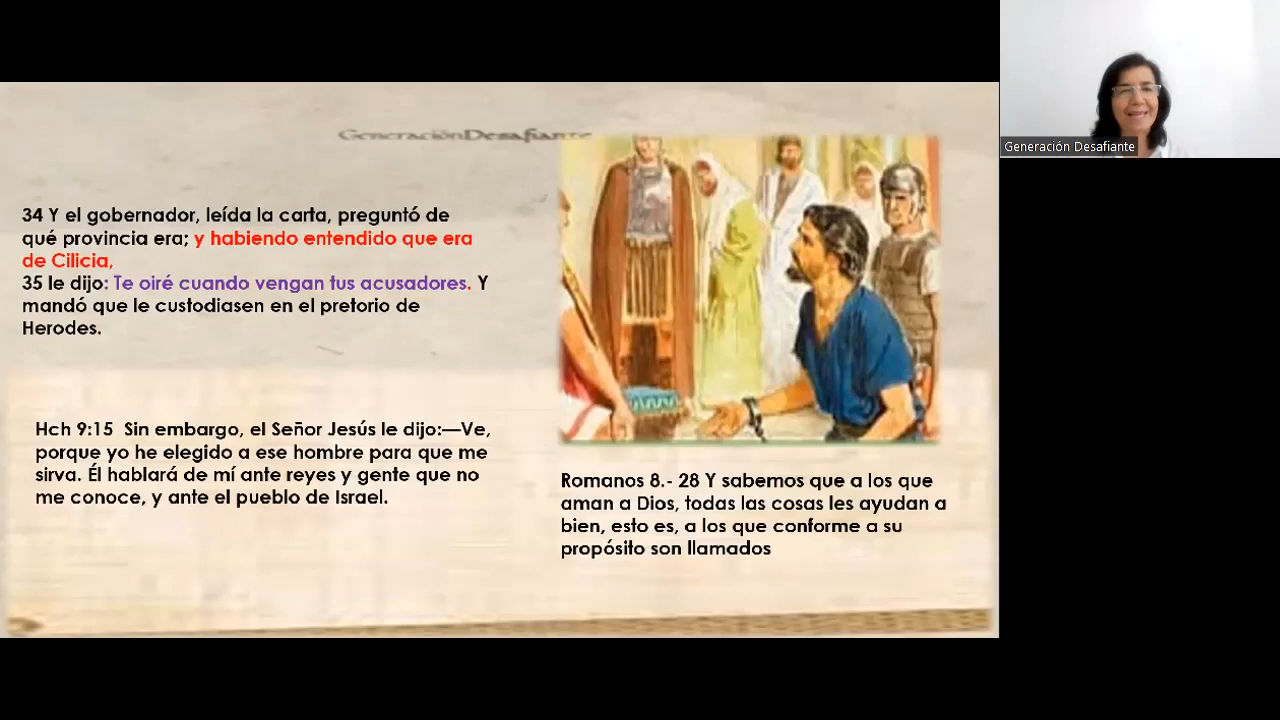 GeneraciónDesafiante
34 Y el gobernador, leída la carta, preguntó de
qué provincia era; y habiendo entendido que era
de Cilicia,
35 le dijo: Te oiré cuando vengan tus acusadores. Y
mandó que le custodiasen en el pretorio de
Herodes.
Hch 9:15  Sin embargo, el Señor Jesús le dijo:—Ve,
porque yo he elegido a ese hombre para que me
sirva. Él hablará de mí ante reyes y gente que no
me conoce, y ante el pueblo de Israel.
Romanos 8.- 28 Y sabemos que a los que
aman a Dios, todas las cosas les ayudan a
bien, esto es, a los que conforme a su
propósito son llamados
Generación Desafiante